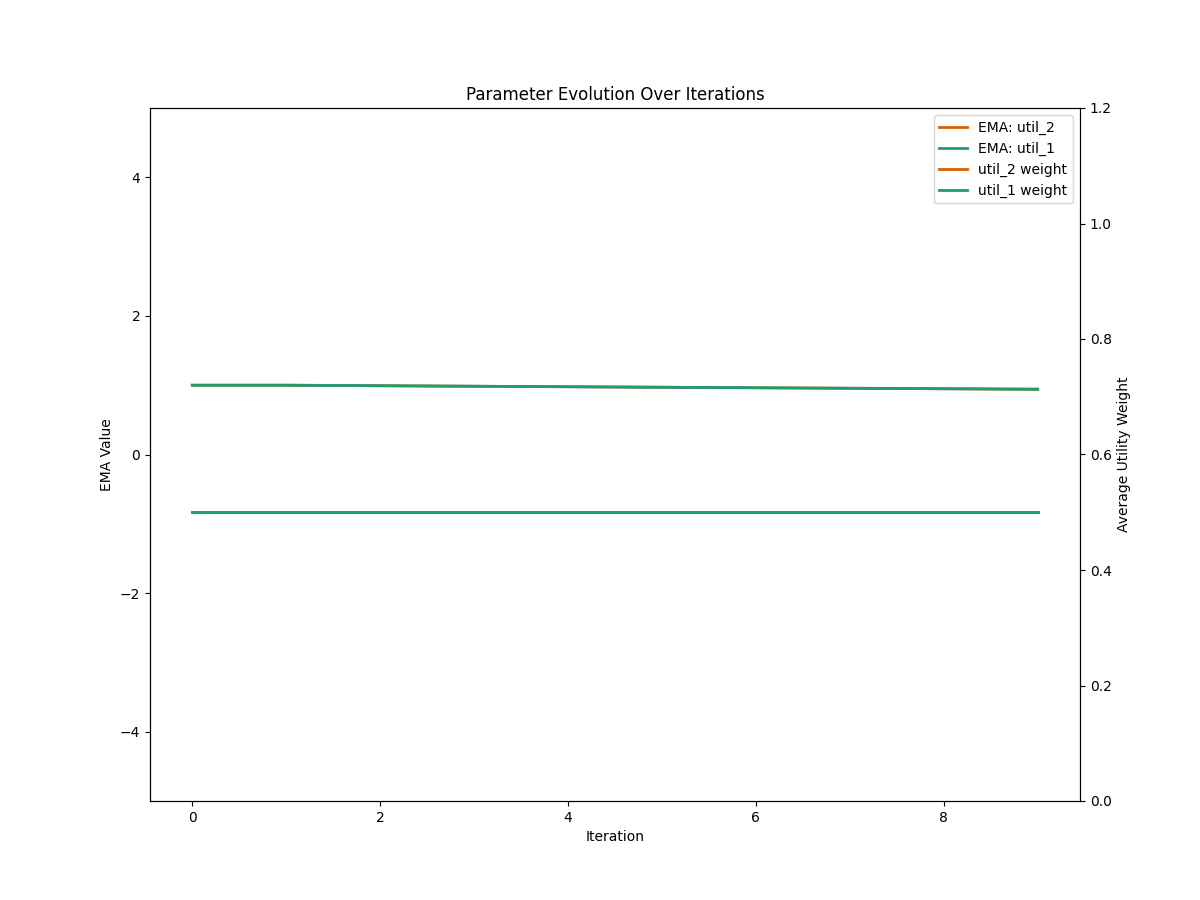 Parameter Evolution Over Iterations
EMA: util_2
EMA: util_1
util_2 weight
util_1 weight
EMA Value
4
2
0
−2
−4
Average Utility Weight
1.2
1.0
0.8
0.6
0.4
0.2
0.0
0 2 4 6 8
Iteration